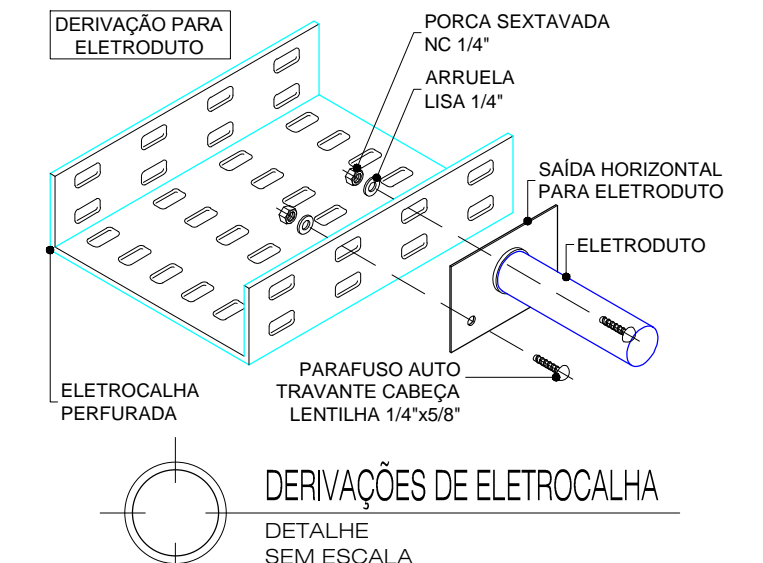 DERIVAÇÃO PARA
ELETRODUTO
PORCA SEXTAVADA
NC 1/4"
ARRUELA
LISA 1/4"
SAÍDA HORIZONTAL
PARA ELETRODUTO
ELETRODUTO
PARAFUSO AUTO
TRAVANTE CABEÇA
LENTILHA 1/4"x5/8"
ELETROCALHA
PERFURADA
DERIVAÇÕES DE ELETROCALHA
DETALHE
SEM ESCALA